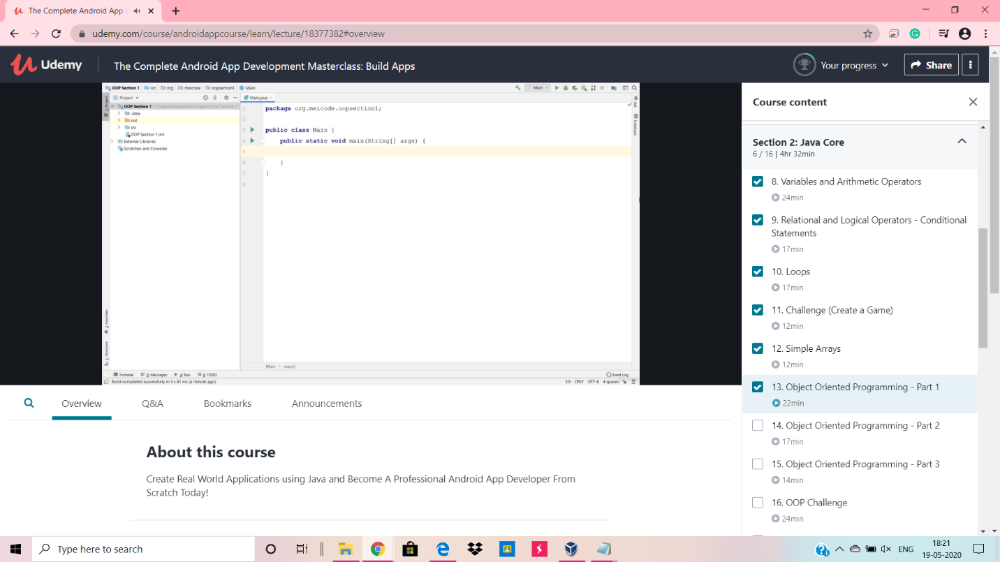 The Complete Android App D
udemy.com/course/androidappcourse/learn/lecture/18377382#overview
Udemy
The Complete Android App Development Masterclass: Build Apps
Your progress
Share
OOP Section 1 src org meicode oopsection1 Main
Main
Project
Main.java
OOP Section 1
.idea
out
src
OOP Section 1.iml
External Libraries
Scratches and Consoles
1 package org.meicode.oopsection1;
2
3 public class Main {
4 public static void main(String[] args) {
5
6 }
7 }
8
Database
2: Favorites
Z: Structure
Main › main()
Terminal 0: Messages 4: Run 6: TODO
Event Log
Build completed successfully in 3 s 41 ms (a minute ago)
5:9 CRLF UTF-8 4 spaces
Course content
Section 2: Java Core
6 / 16 | 4hr 32min
8. Variables and Arithmetic Operators
24min
9. Relational and Logical Operators - Conditional
Statements
17min
10. Loops
17min
11. Challenge (Create a Game)
12min
12. Simple Arrays
12min
13. Object Oriented Programming - Part 1
22min
14. Object Oriented Programming - Part 2
17min
15. Object Oriented Programming - Part 3
14min
16. OOP Challenge
24min
Overview
Q&A
Bookmarks
Announcements
About this course
Create Real World Applications using Java and Become A Professional Android App Developer From
Scratch Today!
Type here to search
ENG
18:21
19-05-2020